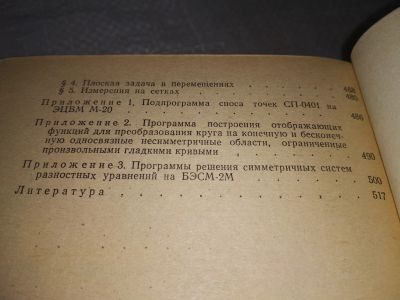 § 4. Плоская задача в перемещениях . . . . . . . 468
§ 5. Измерения на сетках . . . . . . . 480
Приложение 1. Подпрограмма сноса точек СП-0401 на
ЭЦВМ М-20 . . . . . . . 486
Приложение 2. Программа построения отображающих
функций для преобразования круга на конечную и бесконеч-
ную односвязные несимметричные области, ограниченные
произвольными гладкими кривыми . . . . . . . 490
Приложение 3. Программы решения симметричных систем
разностных уравнений на БЭСМ-2М . . . . . . . 500
Литература . . . . . . . 517